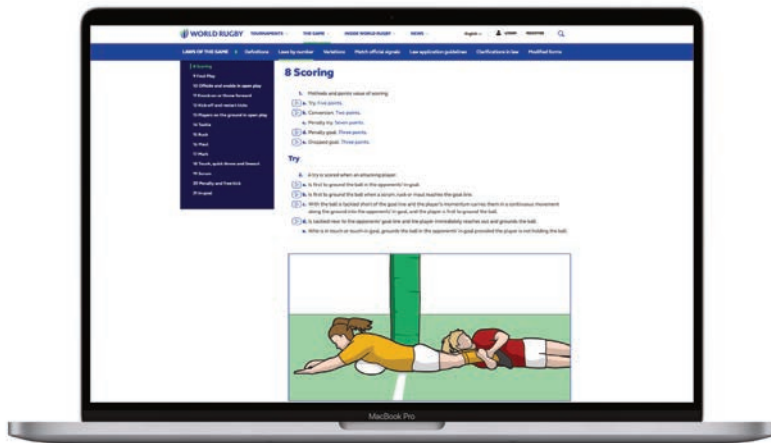 WORLD RUGBY TOURNAMENTS THE GAME INSIDE WORLD RUGBY NEWS English LOGIN REGISTER
LAWS OF THE GAME Definitions Laws by number Variations Match official signals Law application guidelines Clarifications in law Modified forms
8 Scoring
9 Foul Play
10 Offside and onside in open play
11 Knock-on or throw forward
12 Kick-off and restart kicks
13 Players on the ground in open play
14 Tackle
15 Ruck
16 Maul
17 Mark
18 Touch, quick throw and lineout
19 Scrum
20 Penalty and free-kick
21 In-goal
8 Scoring
1. Methods and points value of scoring
a. Try: Five points.
b. Conversion: Two points.
c. Penalty try: Seven points.
d. Penalty goal: Three points.
e. Dropped goal: Three points.
Try
2. A try is scored when an attacking player:
a. Is first to ground the ball in the opponents' in-goal.
b. Is first to ground the ball when a scrum, ruck or maul reaches the goal line.
c. With the ball is tackled short of the goal line and the player's momentum carries them in a continuous movement
along the ground into the opponents' in-goal, and the player is first to ground the ball.
d. Is tackled near to the opponents' goal line and the player immediately reaches out and grounds the ball.
e. Who is in touch or touch-in-goal, grounds the ball in the opponents' in-goal provided the player is not holding the ball.
MacBook Pro